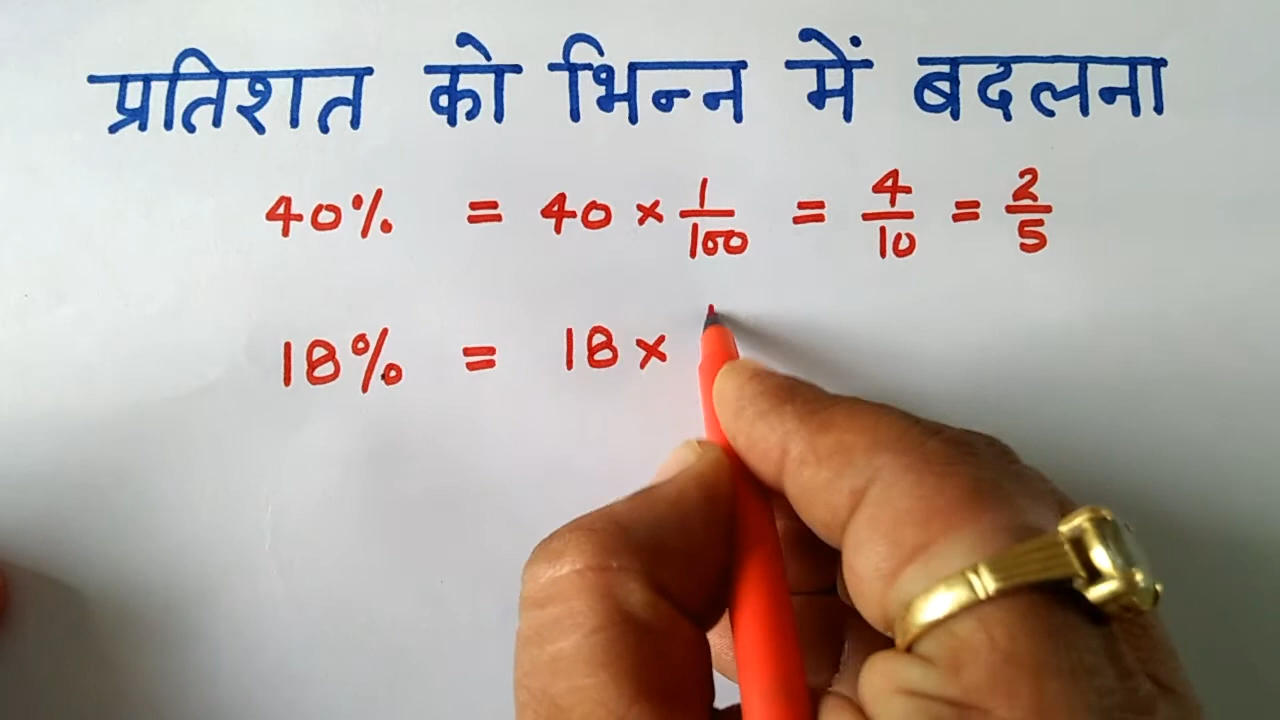 प्रतिशत को भिन्न में बदलना
40% = 40 × 1/100 = 4/10 = 2/5
18% = 18 ×